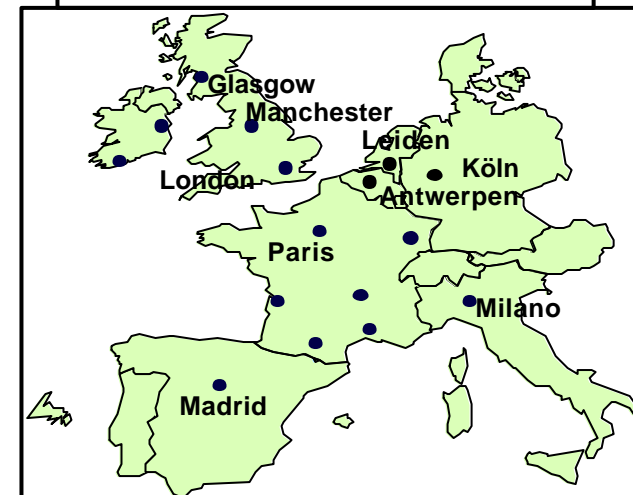 Glasgow
Manchester
Leiden
London
Köln
Antwerpen
Paris
Milano
Madrid